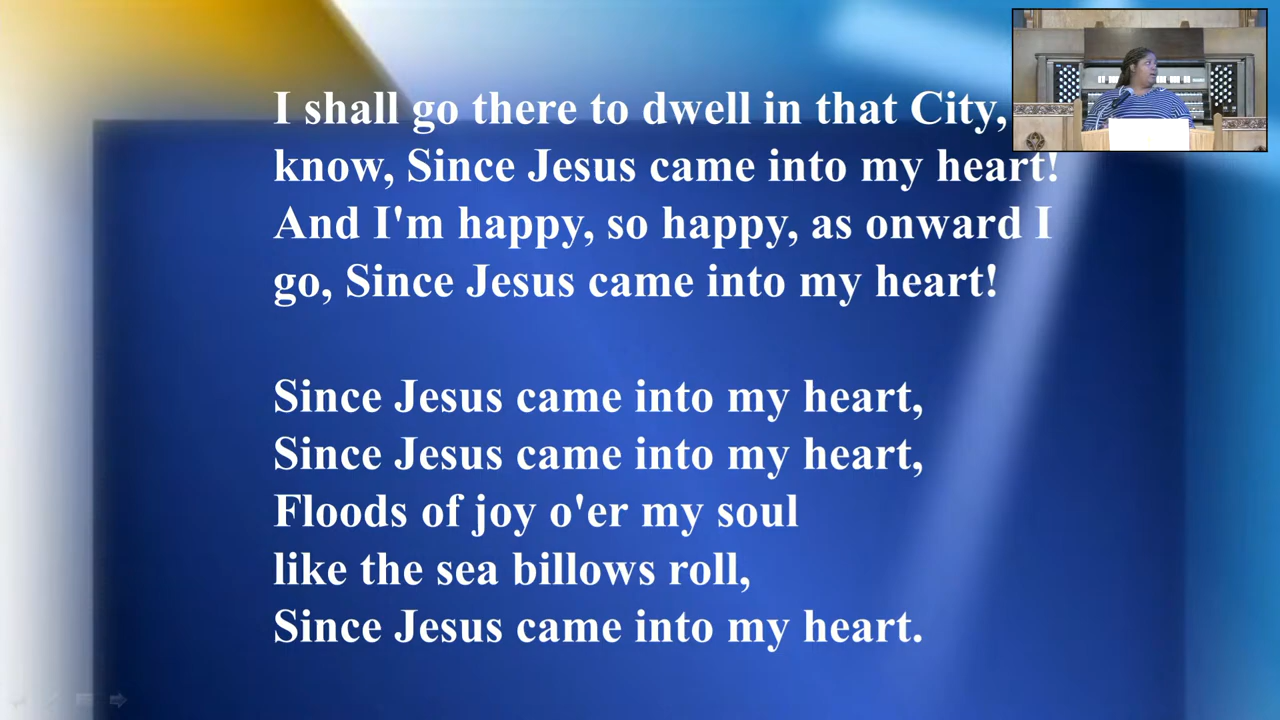 I shall go there to dwell in that City,
know, Since Jesus came into my heart!
And I'm happy, so happy, as onward I
go, Since Jesus came into my heart!
Since Jesus came into my heart,
Since Jesus came into my heart,
Floods of joy o'er my soul
like the sea billows roll,
Since Jesus came into my heart.